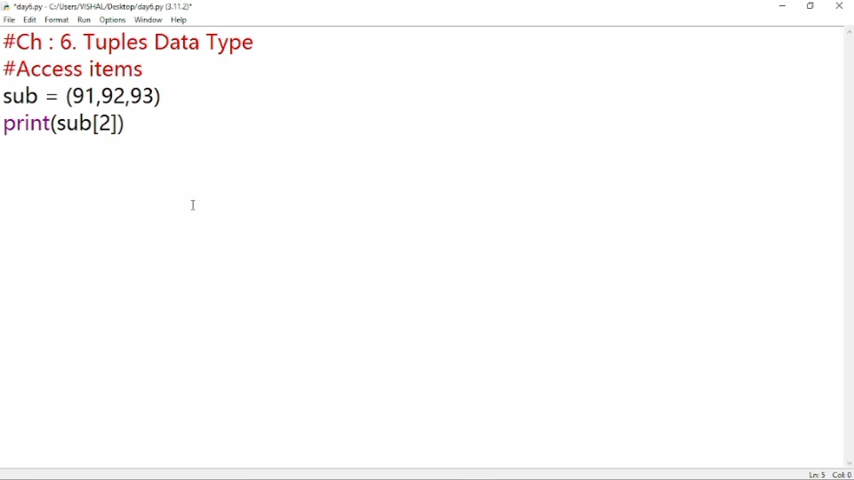 *day6.py - C:/Users/VISHAL/Desktop/day6.py (3.11.2)*
File Edit Format Run Options Window Help
#Ch : 6. Tuples Data Type
#Access items
sub = (91,92,93)
print(sub[2])
Ln: 5 Col: 0